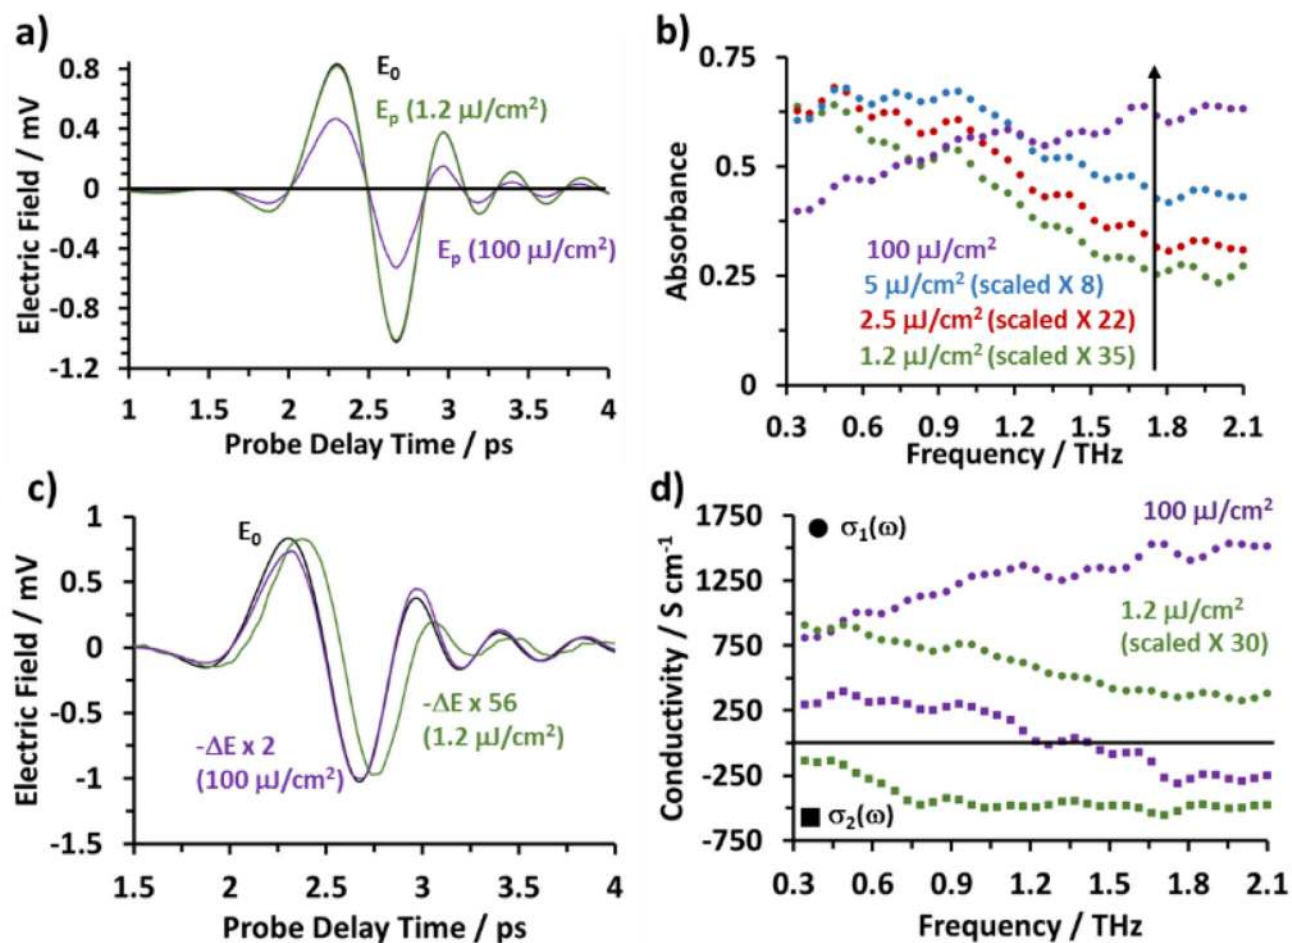 a)
Electric Field / mV
0.8
0.4
0
-0.4
-0.8
-1.2
E₀
Eₚ (1.2 µJ/cm²)
Eₚ (100 µJ/cm²)
1 1.5 2 2.5 3 3.5 4
Probe Delay Time / ps
b)
Absorbance
0.75
0.5
0.25
0
100 µJ/cm²
5 µJ/cm² (scaled X 8)
2.5 µJ/cm² (scaled X 22)
1.2 µJ/cm² (scaled X 35)
0.3 0.6 0.9 1.2 1.5 1.8 2.1
Frequency / THz
c)
Electric Field / mV
1
0.5
0
-0.5
-1
-1.5
E₀
-ΔE x 56
(1.2 µJ/cm²)
-ΔE x 2
(100 µJ/cm²)
1.5 2 2.5 3 3.5 4
Probe Delay Time / ps
d)
Conductivity / S cm⁻¹
1750
1250
750
250
-250
-750
σ₁(ω)
100 µJ/cm²
1.2 µJ/cm²
(scaled X 30)
σ₂(ω)
0.3 0.6 0.9 1.2 1.5 1.8 2.1
Frequency / THz